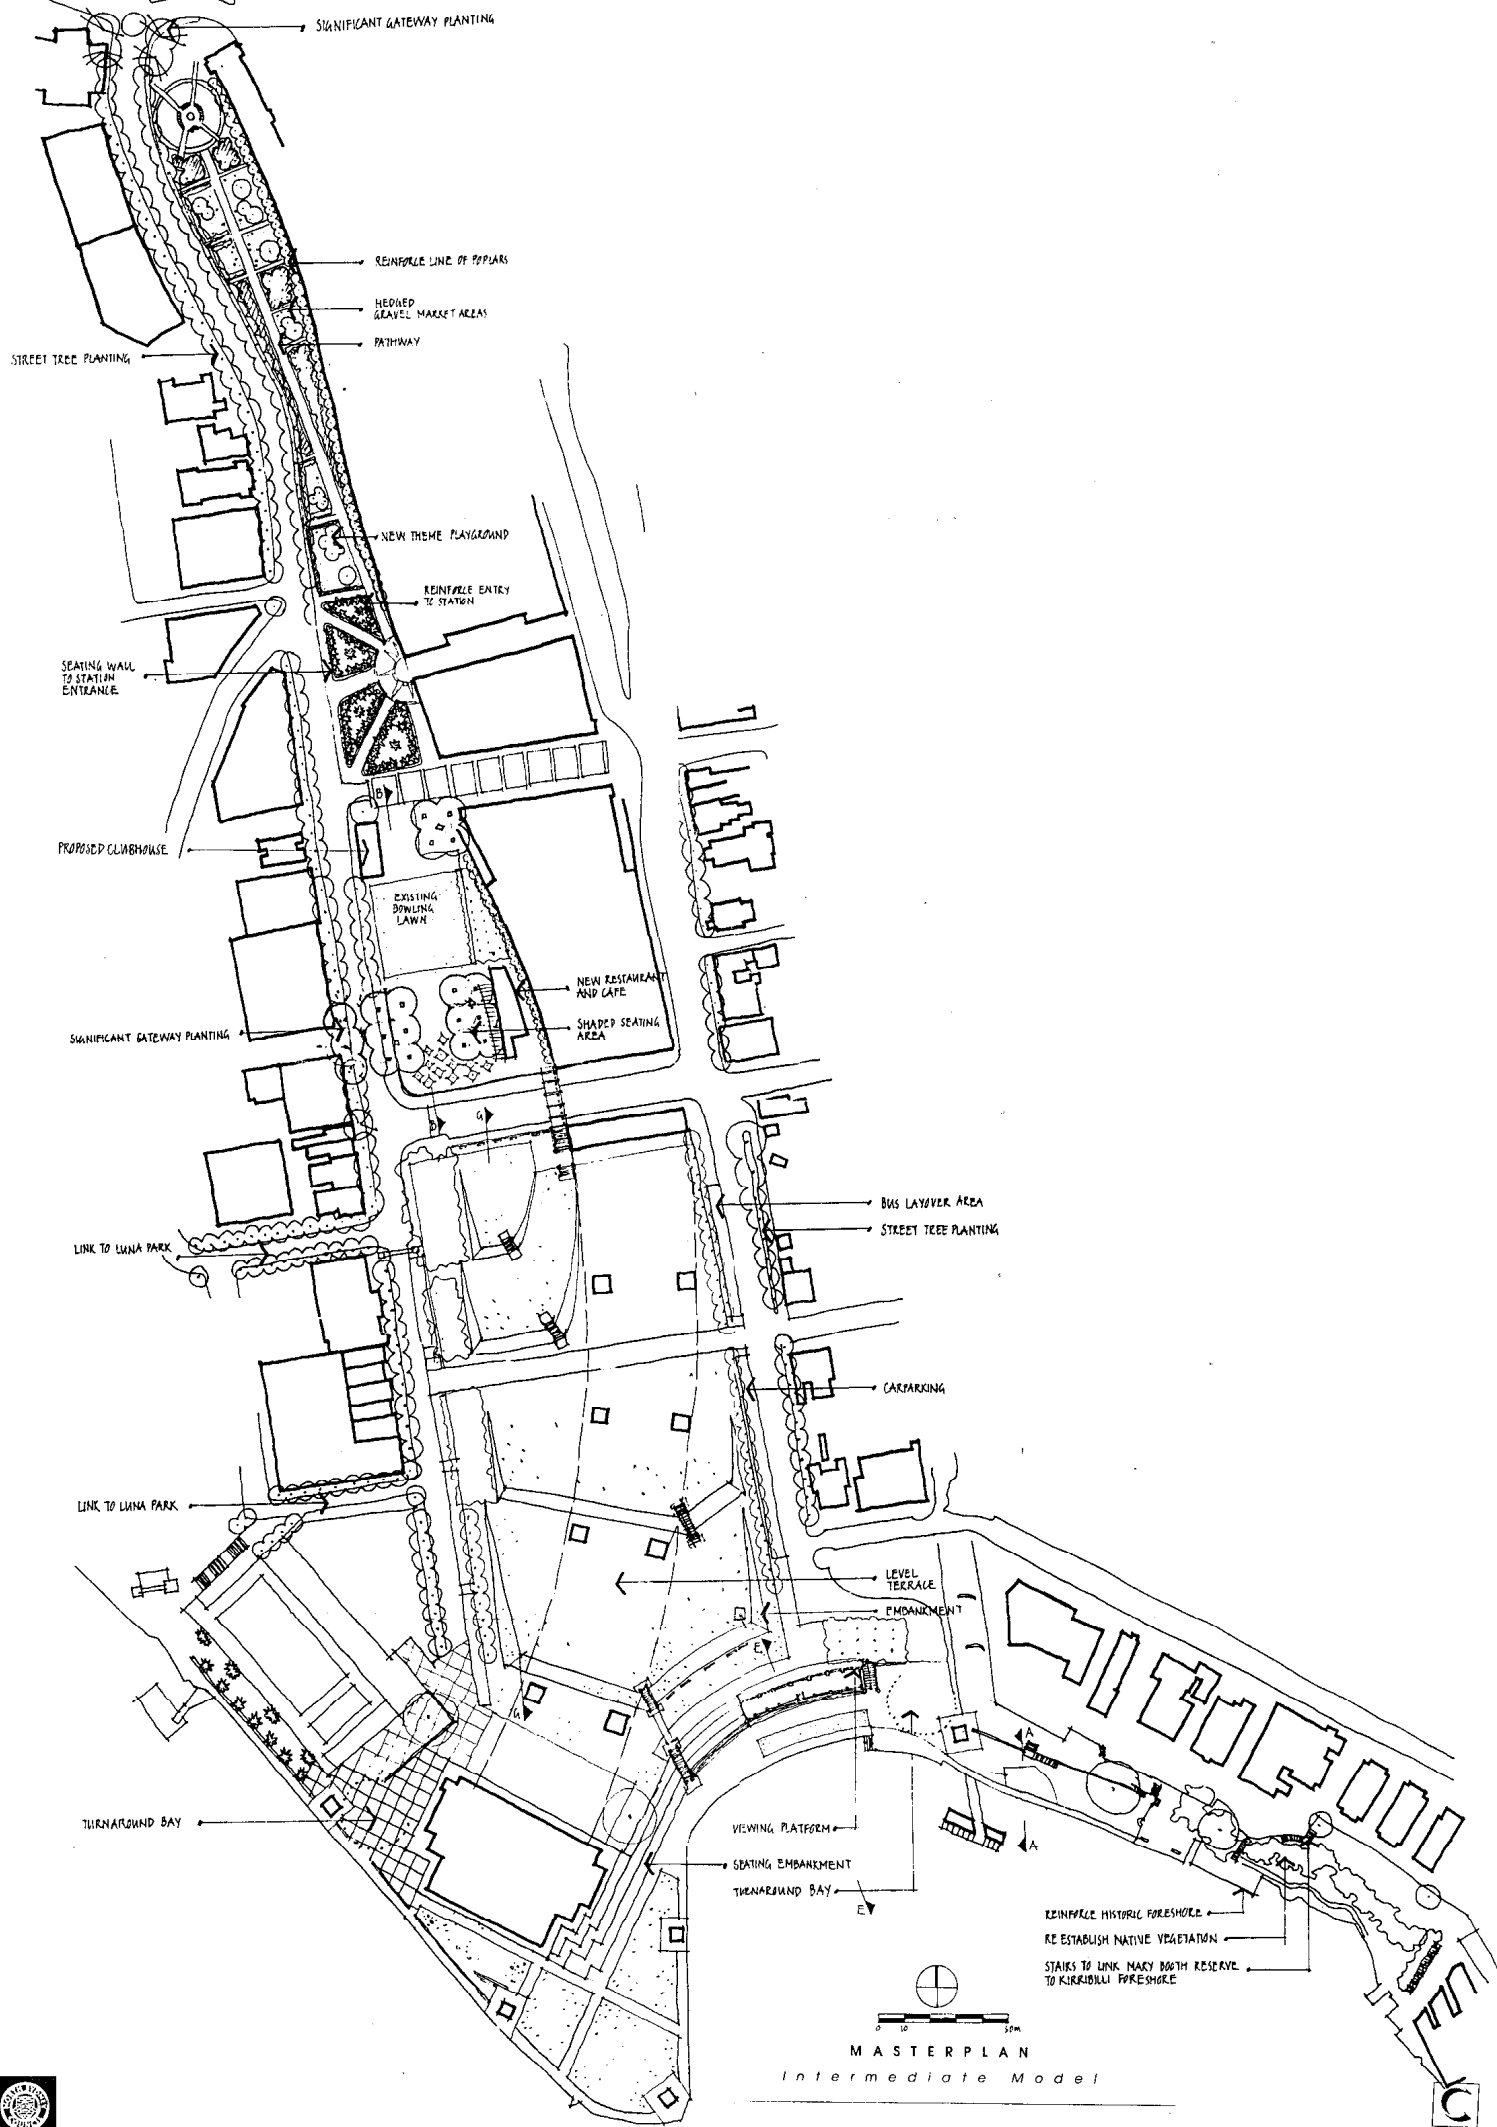 SIGNIFICANT GATEWAY PLANTING
REINFORCE LINE OF POPLARS
HEDGED
GRAVEL MARKET AREAS
PATHWAY
STREET TREE PLANTING
NEW THEME PLAYGROUND
REINFORCE ENTRY
TO STATION
SEATING WALL
TO STATION
ENTRANCE
B
PROPOSED CLUBHOUSE
EXISTING
BOWLING
LAWN
NEW RESTAURANT
AND CAFE
SHADED SEATING
AREA
SIGNIFICANT GATEWAY PLANTING
G
B
BUS LAYOVER AREA
STREET TREE PLANTING
LINK TO LUNA PARK
CARPARKING
LINK TO LUNA PARK
LEVEL
TERRACE
EMBANKMENT
E
G
A
TURNAROUND BAY
VIEWING PLATFORM
A
SEATING EMBANKMENT
TURNAROUND BAY
E
REINFORCE HISTORIC FORESHORE
RE ESTABLISH NATIVE VEGETATION
STAIRS TO LINK MARY BOOTH RESERVE
TO KIRRIBILLI FORESHORE
0 10 50m
MASTERPLAN
Intermediate Model
NORTH SYDNEY
COUNCIL